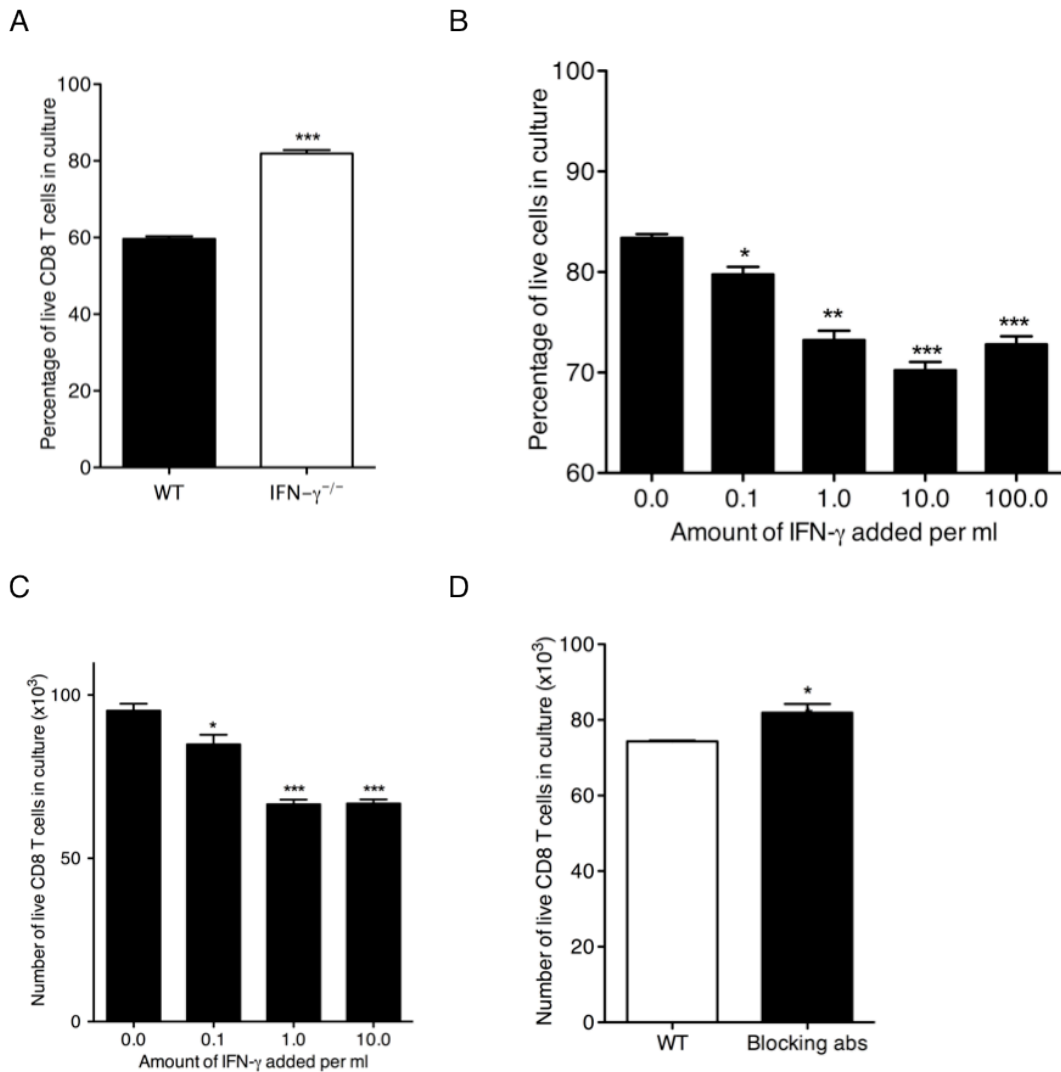 A
Percentage of live CD8 T cells in culture
100
80
60
40
20
0
***
WT
IFN−γ−/−
B
Percentage of live cells in culture
100
90
80
70
60
*
**
***
***
0.0
0.1
1.0
10.0
100.0
Amount of IFN-γ added per ml
C
Number of live CD8 T cells in culture (x10³)
100
50
0
*
***
***
0.0
0.1
1.0
10.0
Amount of IFN-γ added per ml
D
Number of live CD8 T cells in culture (x10³)
100
80
60
40
20
0
*
WT
Blocking abs